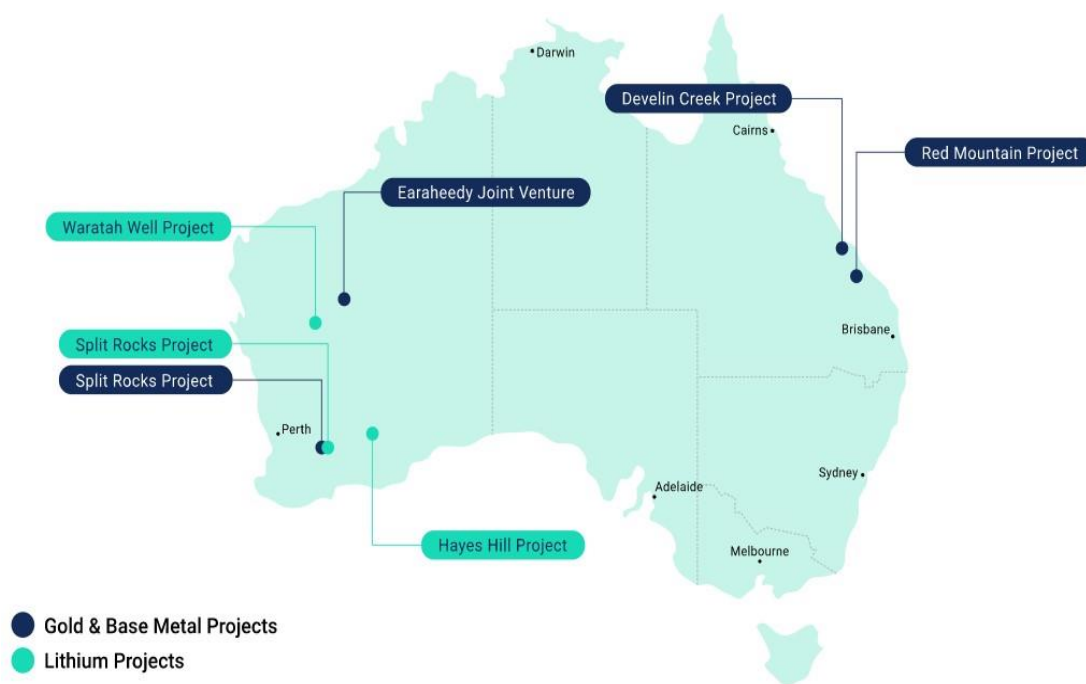 Darwin
Develin Creek Project
Cairns
Red Mountain Project
Earaheedy Joint Venture
Waratah Well Project
Split Rocks Project
Brisbane
Split Rocks Project
Perth
Sydney
Adelaide
Hayes Hill Project
Melbourne
Gold & Base Metal Projects
Lithium Projects